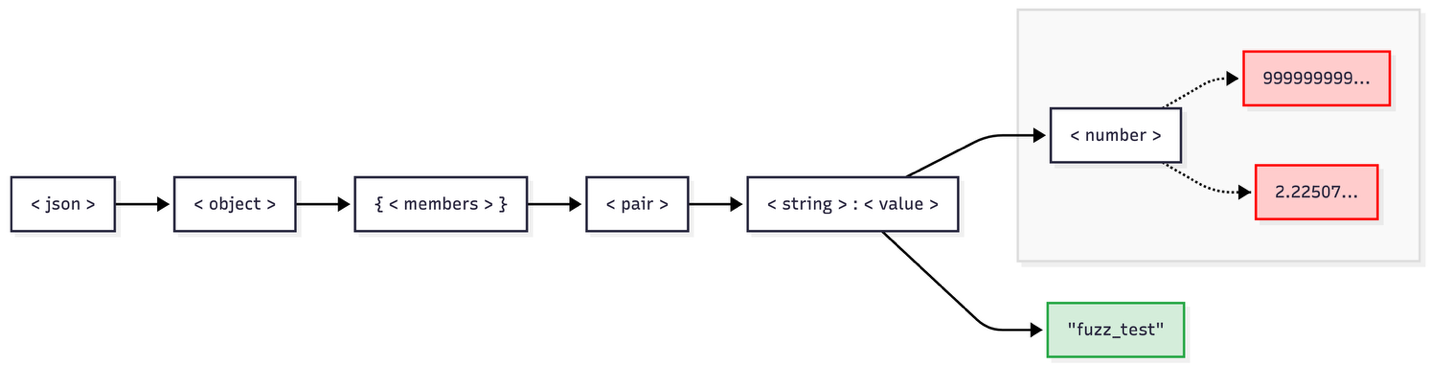 < json >
< object >
{ < members > }
< pair >
< string > : < value >
< number >
999999999...
2.22507...
"fuzz_test"